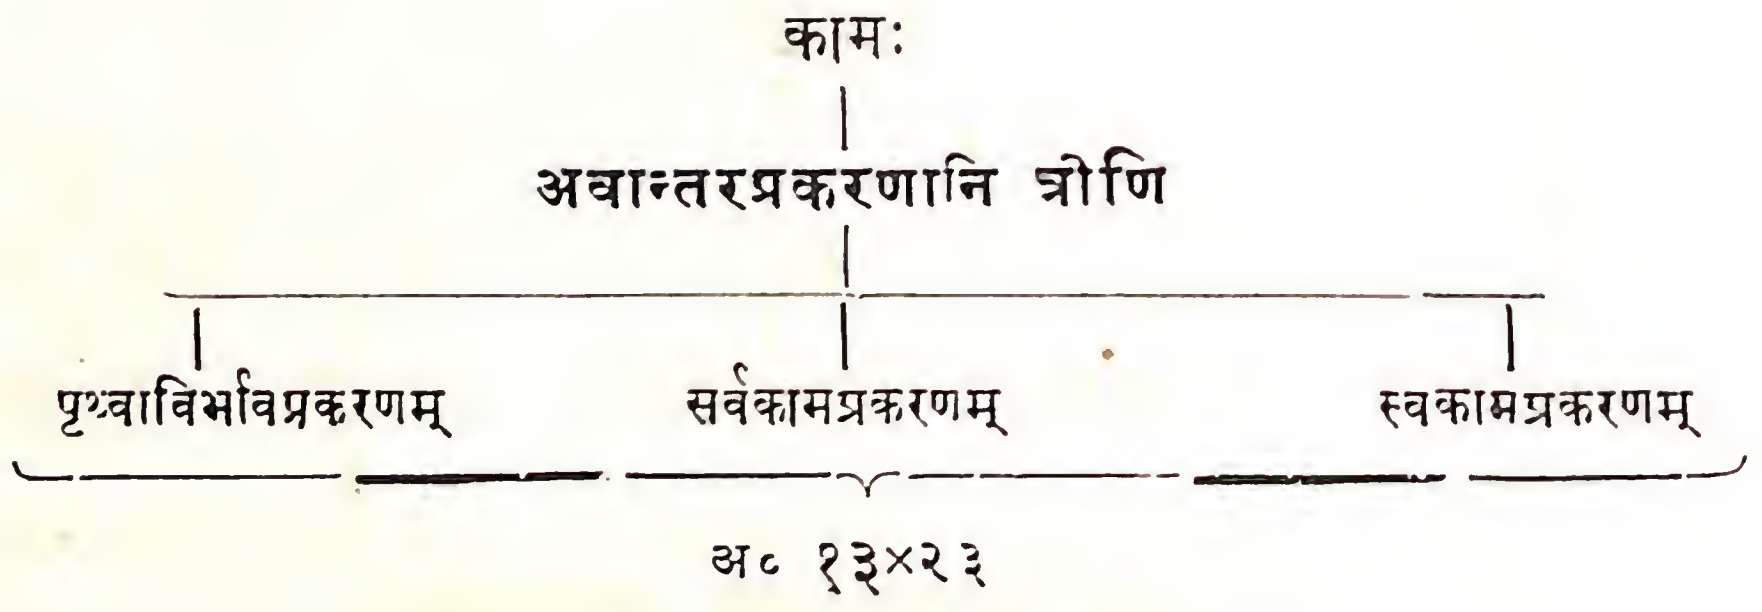 कामः
अवान्तरप्रकरणानि त्रीणि
पृथ्वाविर्भावप्रकरणम् सर्वकामप्रकरणम् स्वकामप्रकरणम्
अ० १३×२३